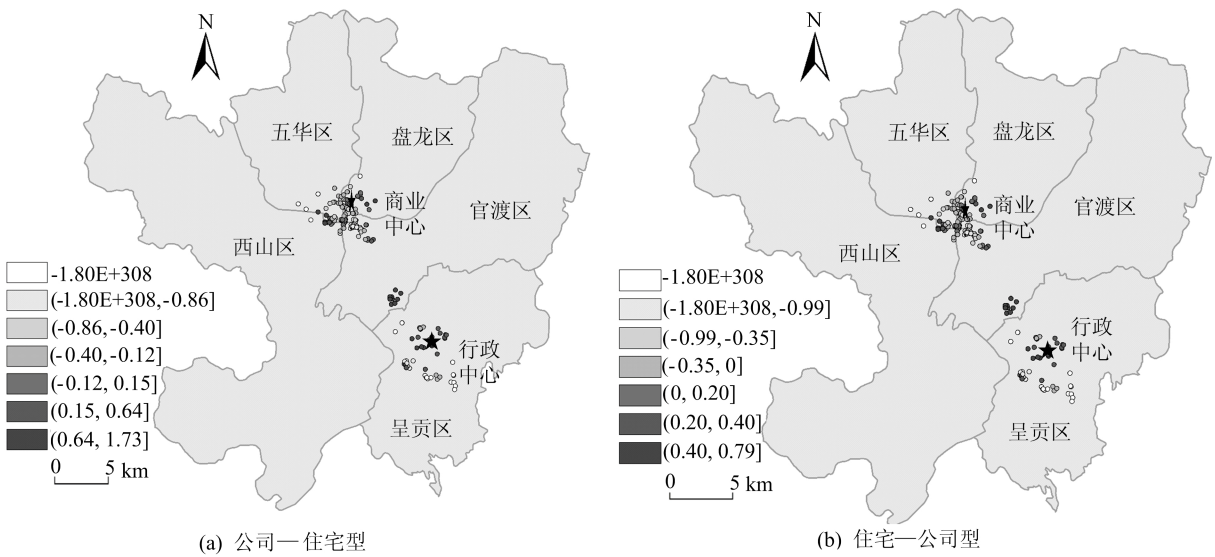 N
五华区
盘龙区
商业
中心
官渡区
西山区
行政
中心
呈贡区
-1.80E+308
(-1.80E+308,-0.86]
(-0.86,-0.40]
(-0.40,-0.12]
(-0.12, 0.15]
(0.15, 0.64]
(0.64, 1.73]
0 5 km
(a) 公司—住宅型
N
五华区
盘龙区
商业
中心
官渡区
西山区
行政
中心
呈贡区
-1.80E+308
(-1.80E+308,-0.99]
(-0.99,-0.35]
(-0.35, 0]
(0, 0.20]
(0.20, 0.40]
(0.40, 0.79]
0 5 km
(b) 住宅—公司型